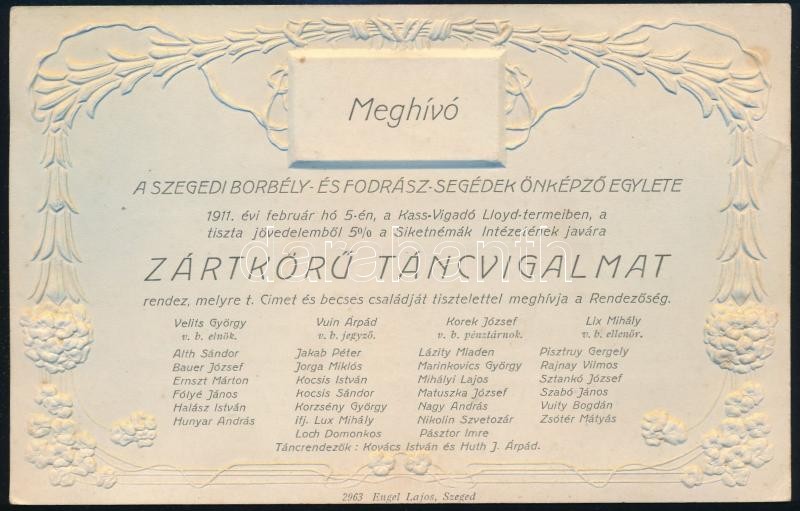 Meghívó
A SZEGEDI BORBÉLY- ÉS FODRÁSZ-SEGÉDEK ÖNKÉPZŐ EGYLETE
1911. évi február hó 5-én, a Kass-Vigadó Lloyd-termeiben, a
tiszta jövedelemből 5% a Siketnémák Intézetének javára
darabanth.com
ZÁRTKÖRŰ TÁNCVIGALMAT
rendez, melyre t. Cimet és becses családját tisztelettel meghívja a Rendezőség.
Velits György Vuin Árpád Korek József Lix Mihály
v. b. elnök. v. b. jegyző. v. b. pénztárnok. v. b. ellenőr.
Alth Sándor Jakab Péter Lázity Mladen Pisztruy Gergely
Bauer József Jorga Miklós Marinkovics György Rajnay Vilmos
Ernszt Márton Kocsis István Mihályi Lajos Sztankó József
Fólyé János Kocsis Sándor Matuszka József Szabó János
Halász István Korzsény György Nagy András Vuity Bogdán
Hunyar András Ifj. Lux Mihály Nikolin Szvetozár Zsótér Mátyás
Loch Domonkos Pásztor Imre
Táncrendezők : Kovács István és Huth J. Árpád.
2963 Engel Lajos, Szeged